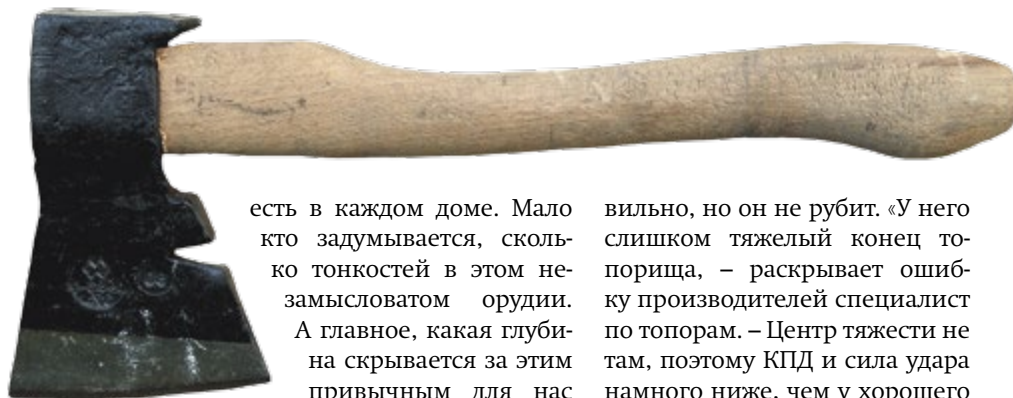 есть в каждом доме. Мало
кто задумывается, сколь-
ко тонкостей в этом не-
замысловатом орудии.
А главное, какая глуби-
на скрывается за этим
привычным для нас
вильно, но он не рубит. «У него
слишком тяжелый конец то-
порища, – раскрывает ошиб-
ку производителей специалист
по топорам. – Центр тяжести не
там, поэтому КПД и сила удара
намного ниже, чем у хорошего